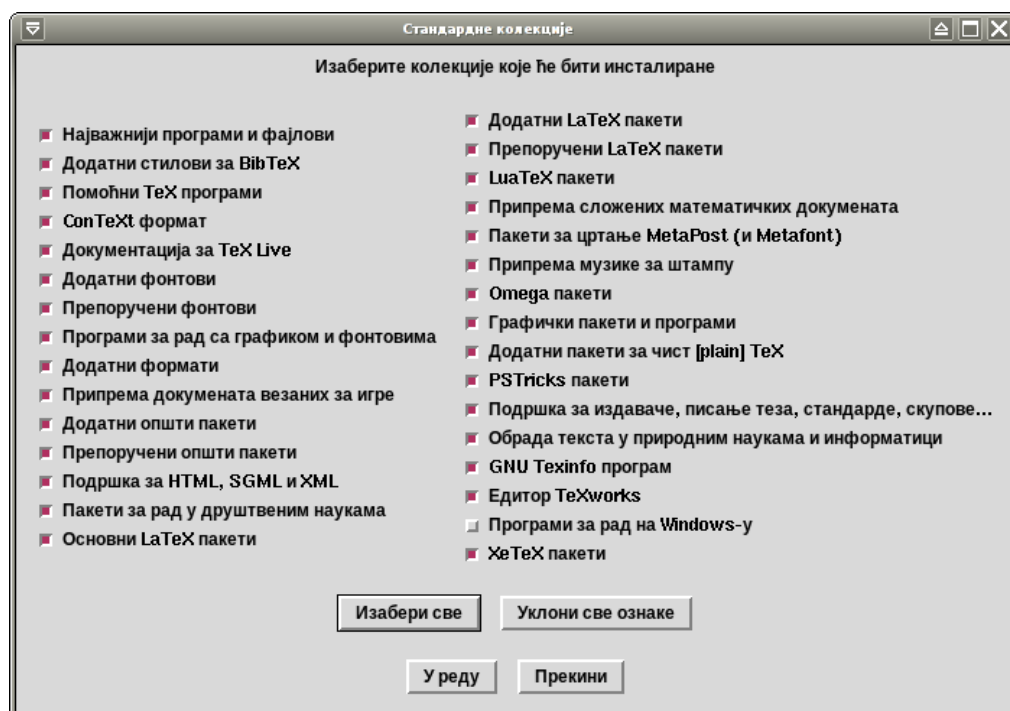 Стандардне колекције
Изаберите колекције које ће бити инсталиране
Најважнији програми и фајлови
Додатни стилови за BibTeX
Помоћни TeX програми
ConTeXt формат
Документација за TeX Live
Додатни фонтови
Препоручени фонтови
Програми за рад са графиком и фонтовима
Додатни формати
Припрема докумената везаних за игре
Додатни општи пакети
Препоручени општи пакети
Подршка за HTML, SGML и XML
Пакети за рад у друштвеним наукама
Основни LaTeX пакети
Додатни LaTeX пакети
Препоручени LaTeX пакети
LuaTeX пакети
Припрема сложених математичких докумената
Пакети за цртање MetaPost (и Metafont)
Припрема музике за штампу
Omega пакети
Графички пакети и програми
Додатни пакети за чист [plain] TeX
PSTricks пакети
Подршка за издаваче, писање теза, стандарде, скупове...
Обрада текста у природним наукама и информатици
GNU Texinfo програм
Едитор TeXworks
Програми за рад на Windows-у
XeTeX пакети
Изабери све Уклони све ознаке
У реду Прекини